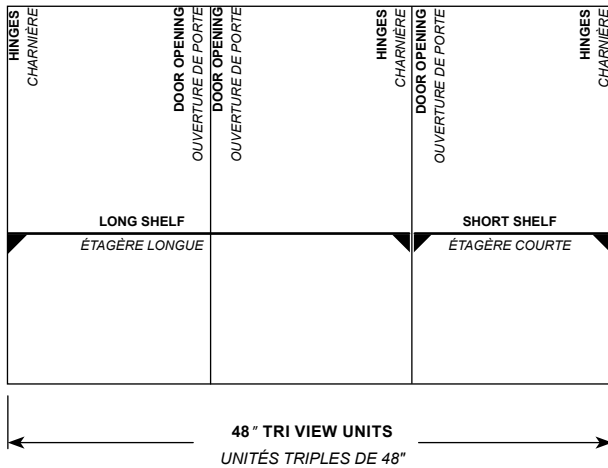 HINGES
CHARNIÈRE
DOOR OPENING
OUVERTURE DE PORTE
DOOR OPENING
OUVERTURE DE PORTE
HINGES
CHARNIÈRE
DOOR OPENING
OUVERTURE DE PORTE
HINGES
CHARNIÈRE
LONG SHELF
ÉTAGÈRE LONGUE
SHORT SHELF
ÉTAGÈRE COURTE
48" TRI VIEW UNITS
UNITÉS TRIPLES DE 48"